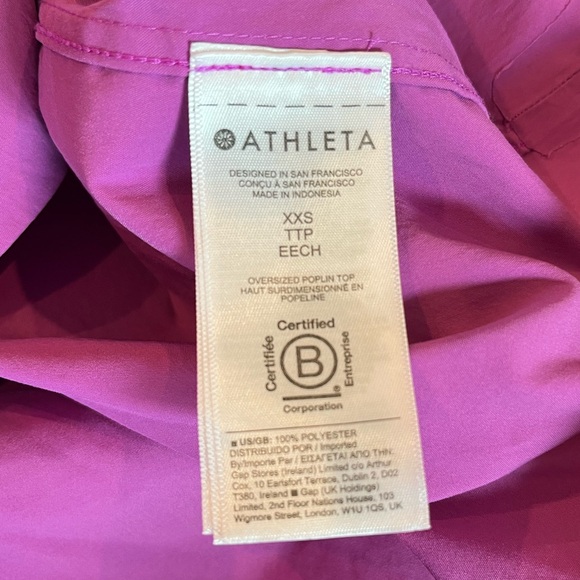 ATHLETA
DESIGNED IN SAN FRANCISCO
CONÇU À SAN FRANCISCO
MADE IN INDONESIA
XXS
TTP
EECH
OVERSIZED POPLIN TOP
HAUT SURDIMENSIONNÉ EN
POPELINE
Certified
Certifiée
B
Entreprise
®
Corporation
■ US/GB: 100% POLYESTER
DISTRIBUIDO POR / Imported
By/Importe Par / ΕΙΣΑΓΕΤΑΙ ΑΠΟ ΤΗΝ:
Gap Stores (Ireland) Limited c/o Arthur
Cox, 10 Earlsfort Terrace, Dublin 2, D02
T380, Ireland ■ Gap (UK Holdings)
Limited, 2nd Floor Nations House, 103
Wigmore Street, London, W1U 1QS, UK